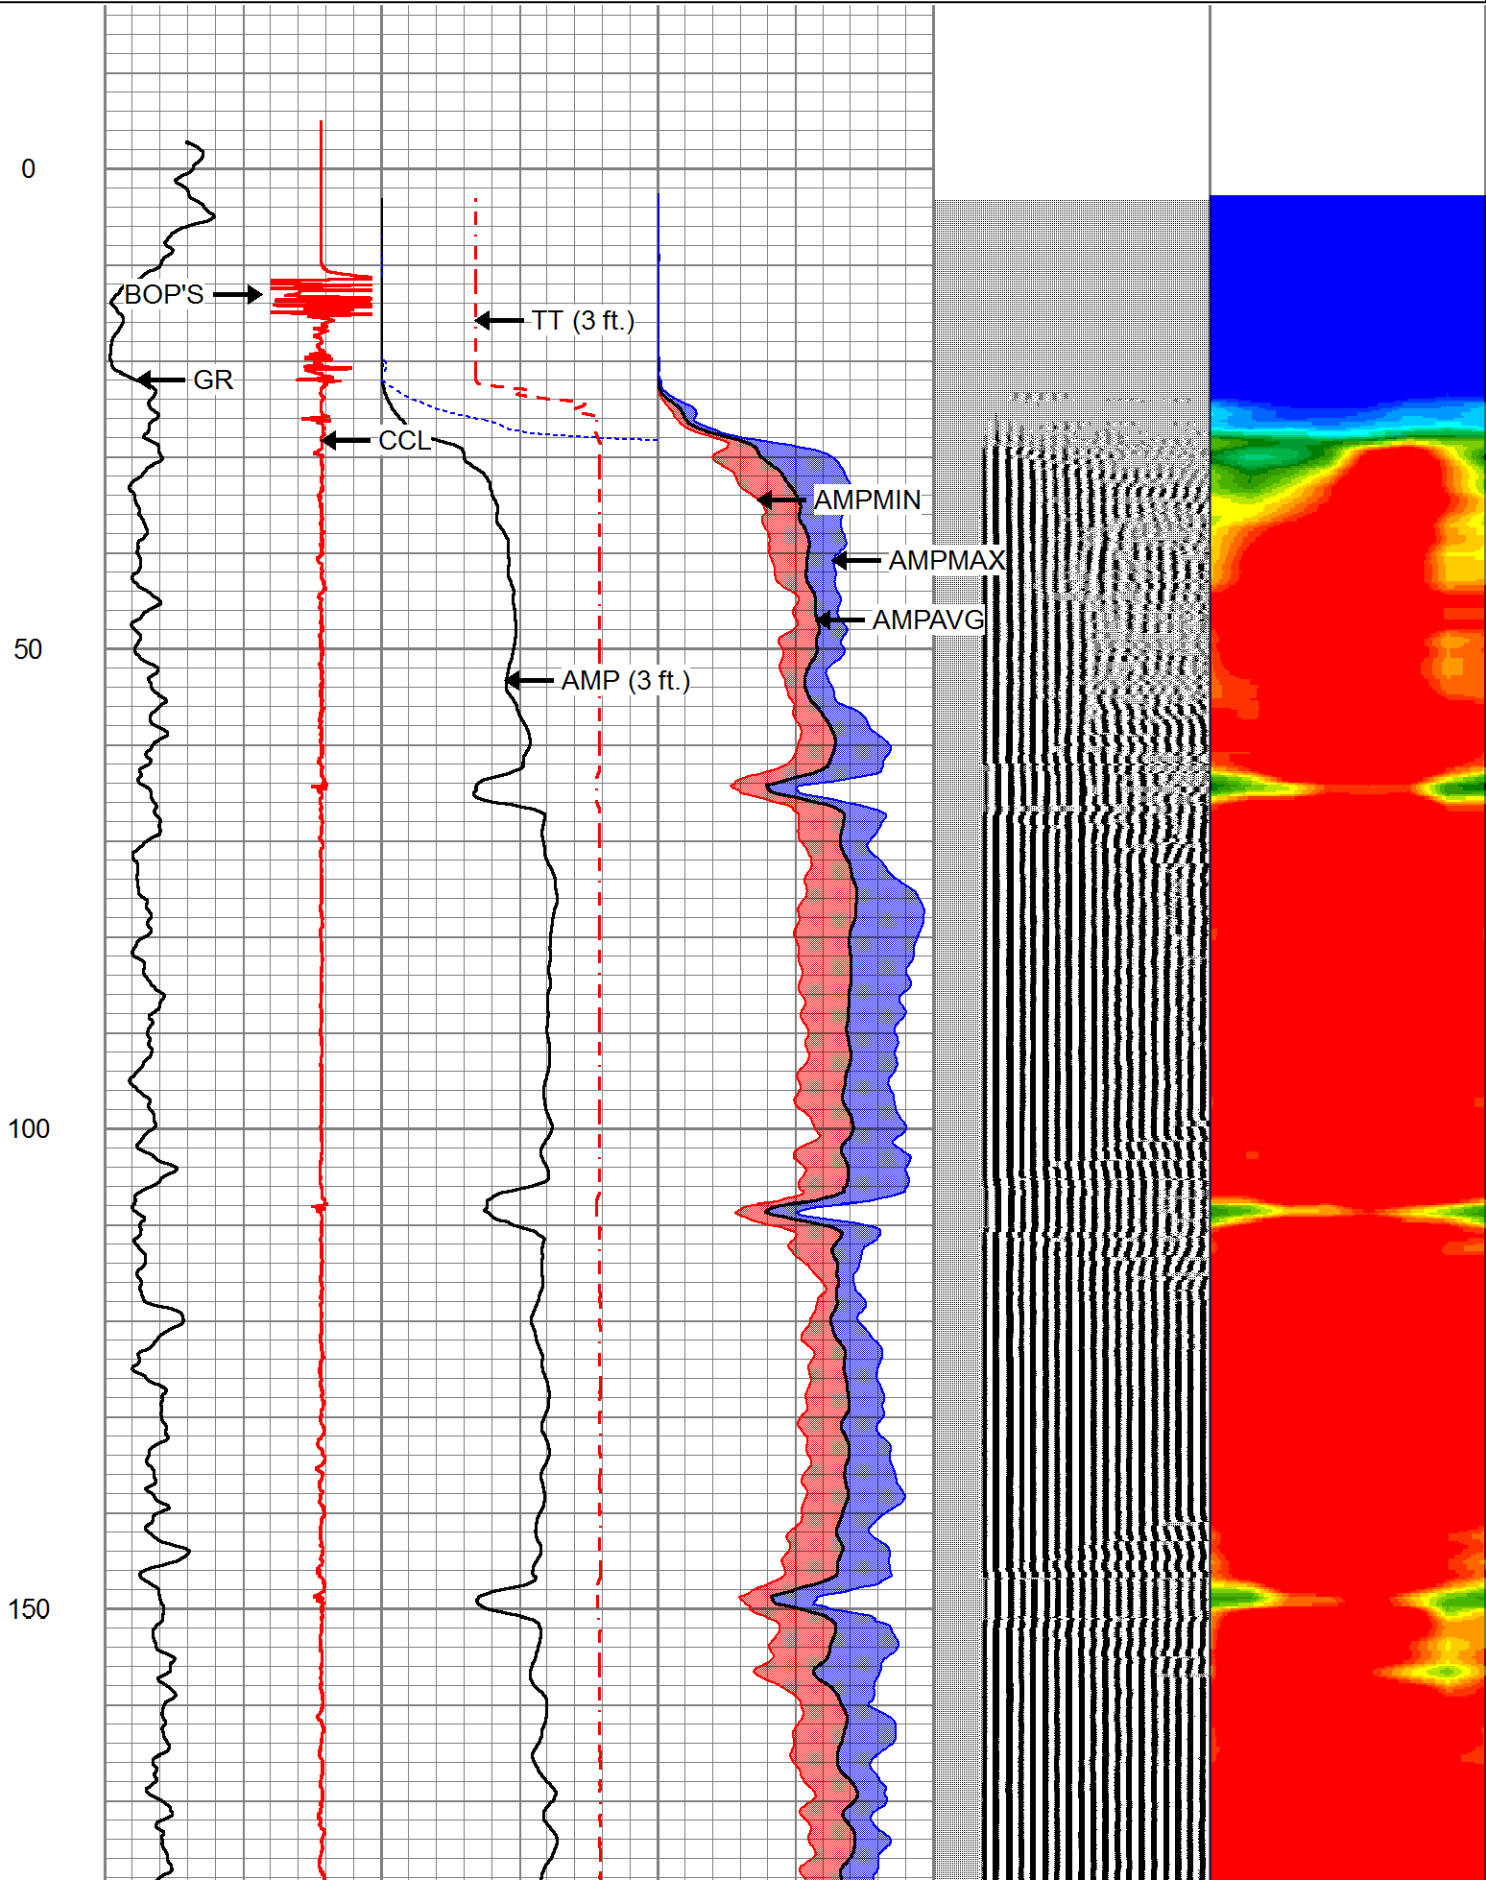 0
BOP'S
TT (3 ft.)
GR
CCL
AMPMIN
AMPMAX
AMPAVG
50
AMP (3 ft.)
100
150